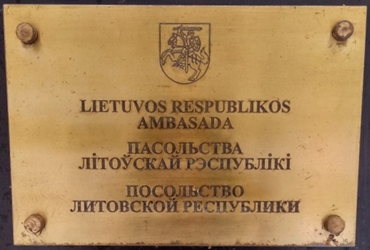 LIETUVOS RESPUBLIKOS
AMBASADA
ПАСОЛЬСТВА
ЛІТОЎСКАЙ РЭСПУБЛІКІ
ПОСОЛЬСТВО
ЛИТОВСКОЙ РЕСПУБЛИКИ